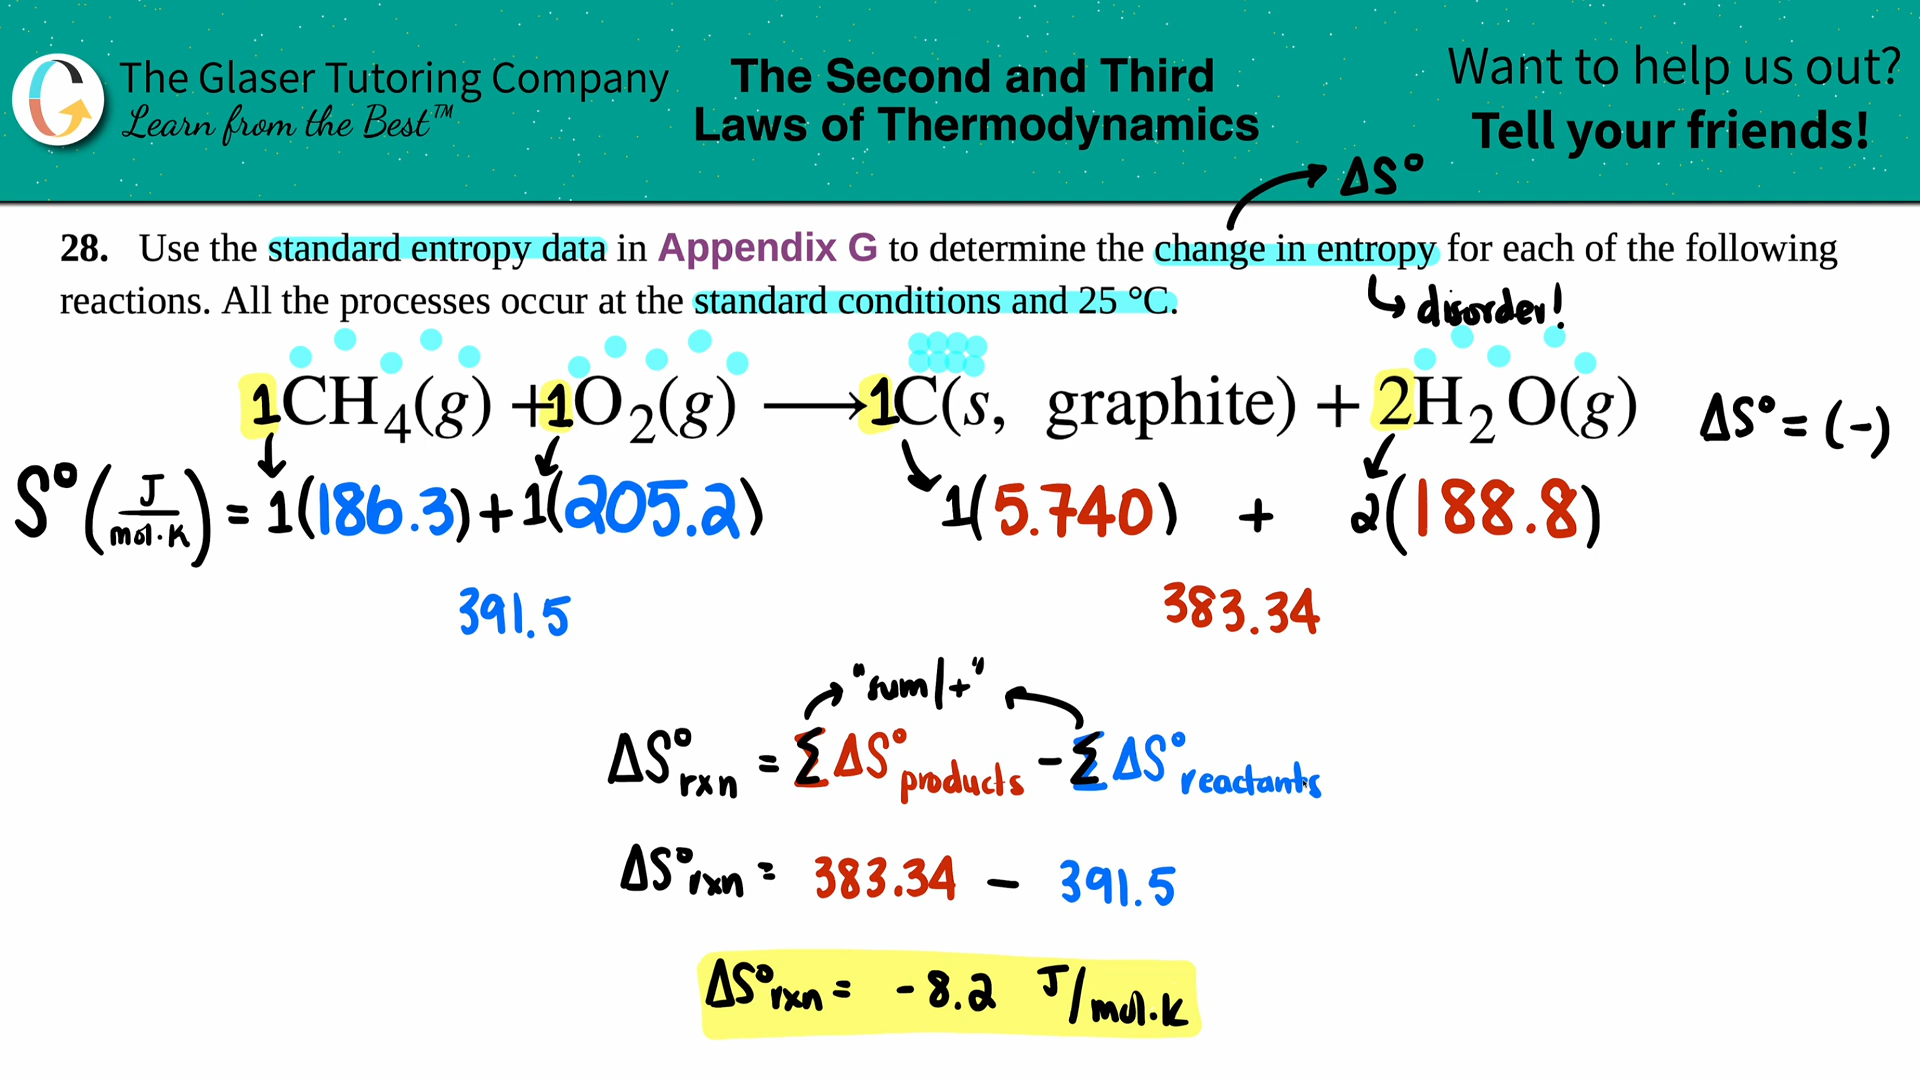 The Glaser Tutoring Company
Learn from the Best™
The Second and Third
Laws of Thermodynamics
Want to help us out?
Tell your friends!
ΔS°
28. Use the standard entropy data in Appendix G to determine the change in entropy for each of the following
reactions. All the processes occur at the standard conditions and 25 °C.
↳ disorder!
1CH₄(g) + 1O₂(g) ⟶ 1C(s, graphite) + 2H₂O(g) ΔS° = (-)
S° (J/mol·K) = 1(186.3) + 1(205.2) 1(5.740) + 2(188.8)
391.5 383.34
"sum/+"
ΔS°rxn = Σ ΔS°products - Σ ΔS°reactants
ΔS°rxn = 383.34 - 391.5
ΔS°rxn = -8.2 J/mol·K